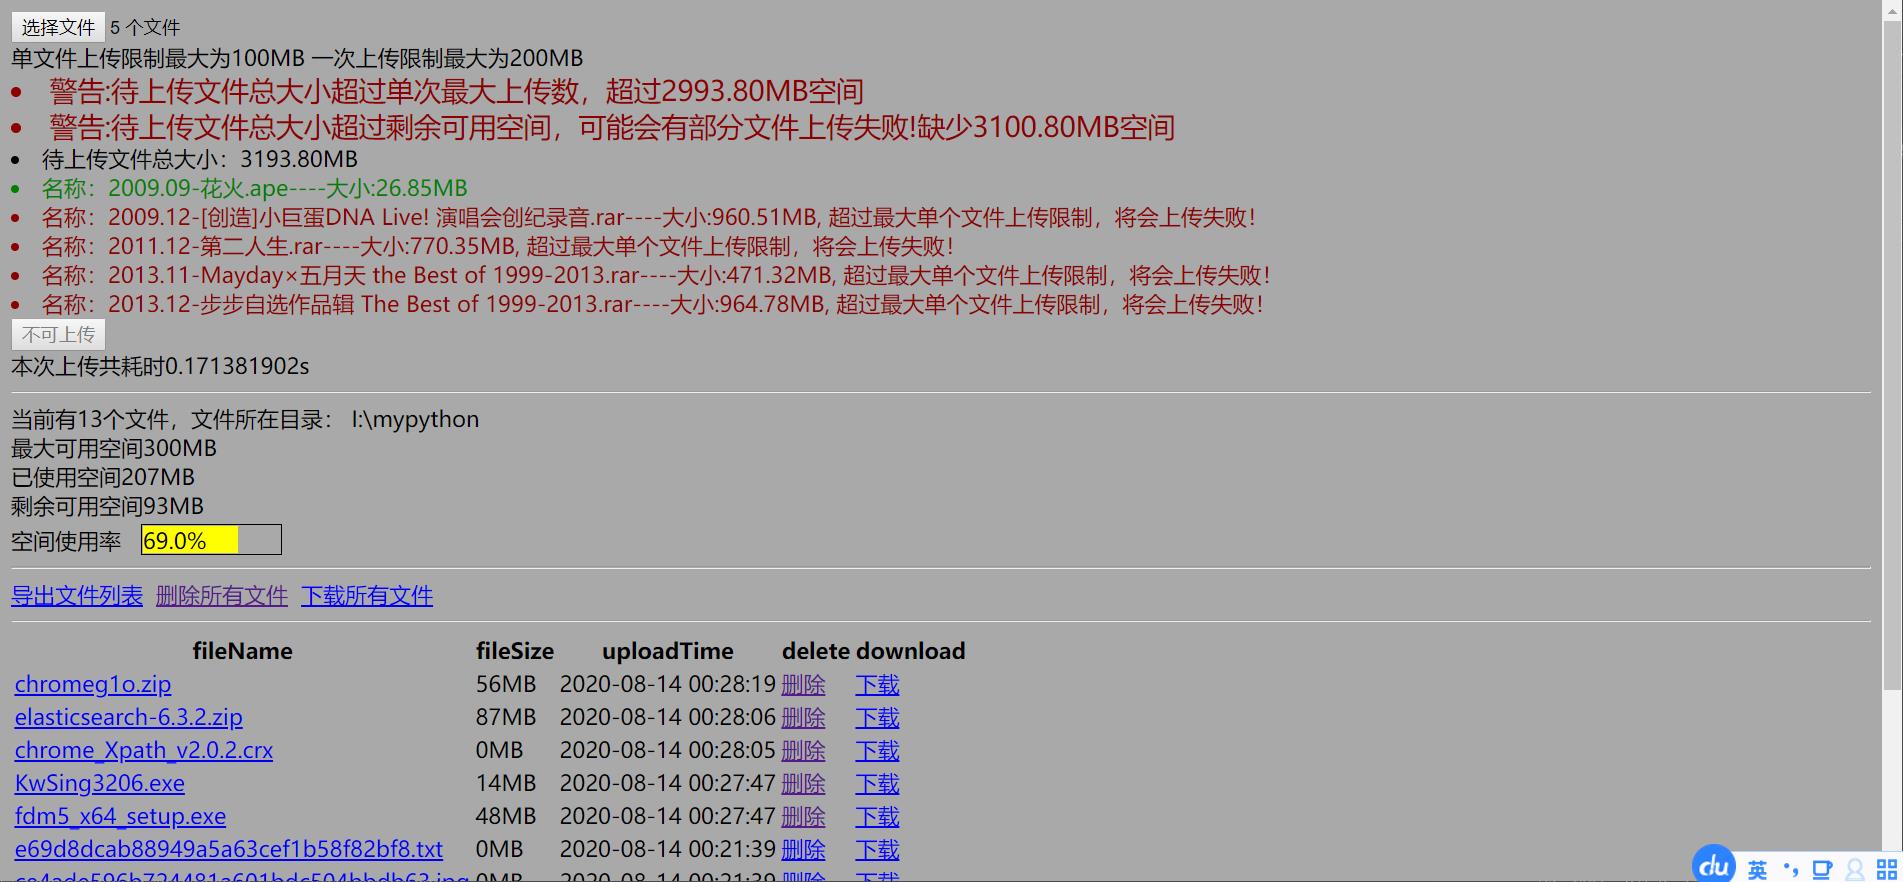 选择文件 5 个文件
单文件上传限制最大为100MB 一次上传限制最大为200MB
警告:待上传文件总大小超过单次最大上传数，超过2993.80MB空间
警告:待上传文件总大小超过剩余可用空间，可能会有部分文件上传失败!缺少3100.80MB空间
待上传文件总大小：3193.80MB
名称：2009.09-花火.ape----大小:26.85MB
名称：2009.12-[创造]小巨蛋DNA Live! 演唱会创纪录音.rar----大小:960.51MB, 超过最大单个文件上传限制，将会上传失败！
名称：2011.12-第二人生.rar----大小:770.35MB, 超过最大单个文件上传限制，将会上传失败！
名称：2013.11-Mayday×五月天 the Best of 1999-2013.rar----大小:471.32MB, 超过最大单个文件上传限制，将会上传失败！
名称：2013.12-步步自选作品辑 The Best of 1999-2013.rar----大小:964.78MB, 超过最大单个文件上传限制，将会上传失败！
不可上传
本次上传共耗时0.171381902s
当前有13个文件，文件所在目录： I:\mypython
最大可用空间300MB
已使用空间207MB
剩余可用空间93MB
空间使用率 69.0%
导出文件列表 删除所有文件 下载所有文件
fileName fileSize uploadTime delete download
chromeg1o.zip 56MB 2020-08-14 00:28:19 删除 下载
elasticsearch-6.3.2.zip 87MB 2020-08-14 00:28:06 删除 下载
chrome_Xpath_v2.0.2.crx 0MB 2020-08-14 00:28:05 删除 下载
KwSing3206.exe 14MB 2020-08-14 00:27:47 删除 下载
fdm5_x64_setup.exe 48MB 2020-08-14 00:27:47 删除 下载
e69d8dcab88949a5a63cef1b58f82bf8.txt 0MB 2020-08-14 00:21:39 删除 下载
0MB 2020-08-14 00:21:39 删除 下载
du 英